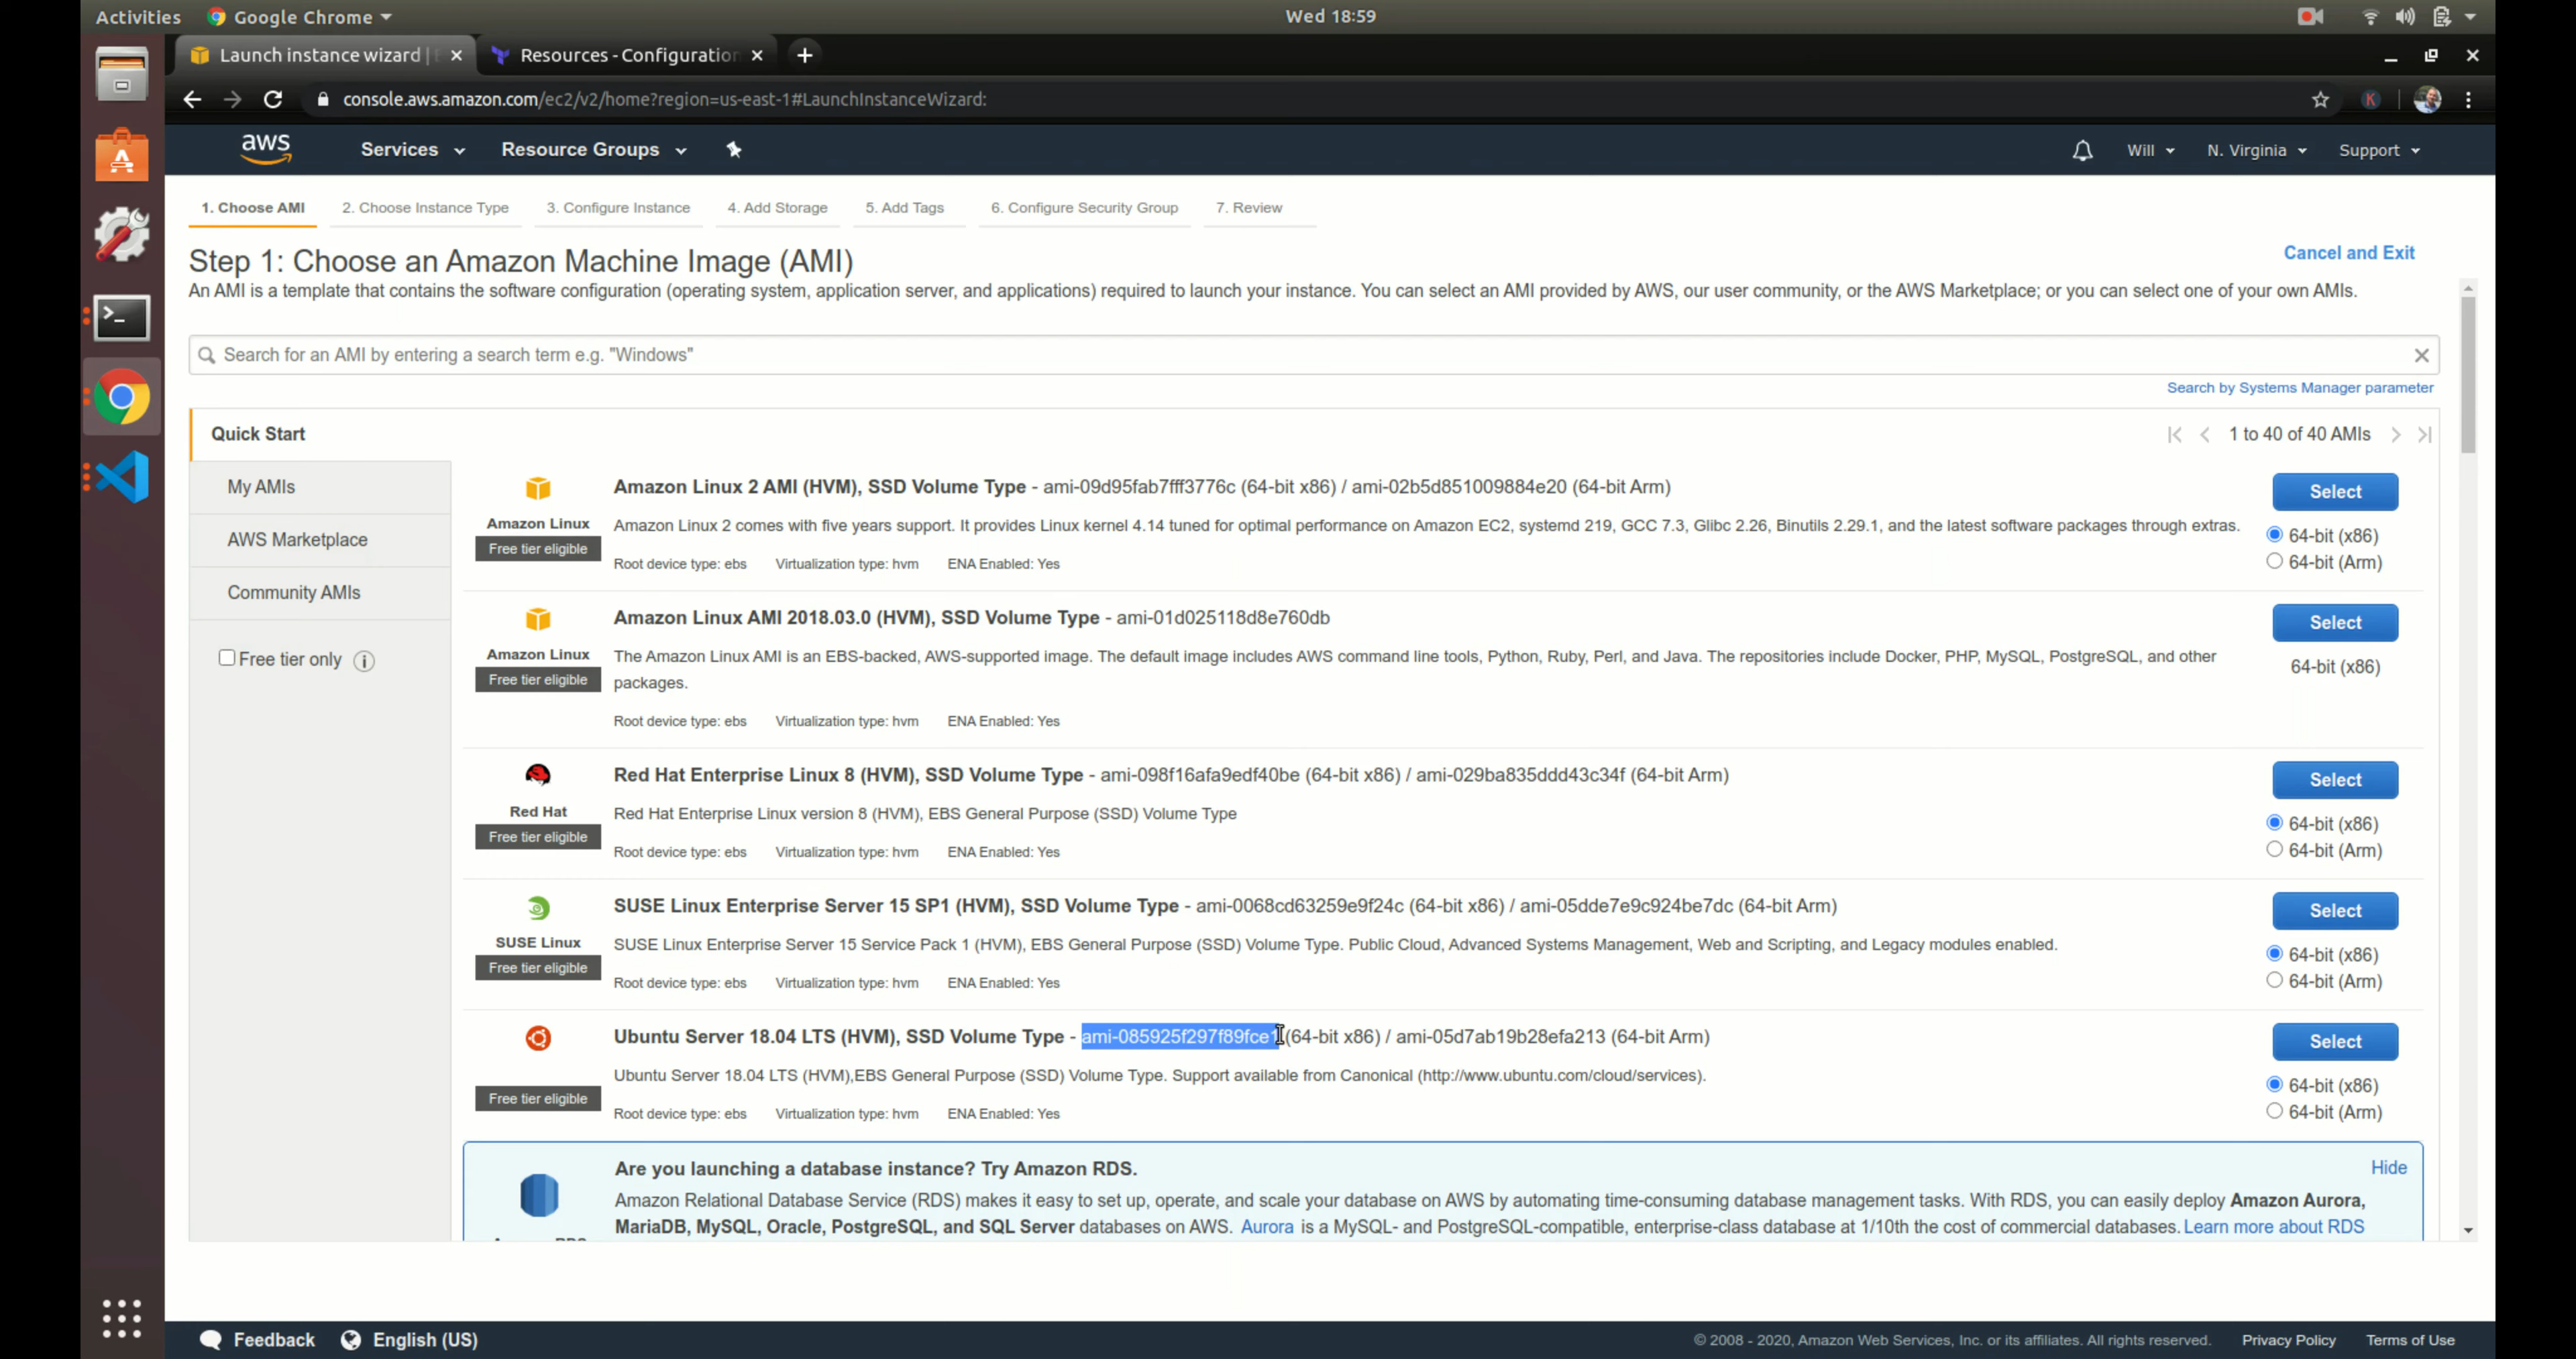 Activities
Google Chrome
Wed 18:59
Launch instance wizard |
Resources - Configuration
console.aws.amazon.com/ec2/v2/home?region=us-east-1#LaunchInstanceWizard:
K
aws
Services
Resource Groups
Will
N. Virginia
Support
1. Choose AMI
2. Choose Instance Type
3. Configure Instance
4. Add Storage
5. Add Tags
6. Configure Security Group
7. Review
Step 1: Choose an Amazon Machine Image (AMI)
Cancel and Exit
An AMI is a template that contains the software configuration (operating system, application server, and applications) required to launch your instance. You can select an AMI provided by AWS, our user community, or the AWS Marketplace; or you can select one of your own AMIs.
Search for an AMI by entering a search term e.g. "Windows"
Search by Systems Manager parameter
Quick Start
1 to 40 of 40 AMIs
My AMIs
AWS Marketplace
Community AMIs
Free tier only
Amazon Linux
Free tier eligible
Amazon Linux 2 AMI (HVM), SSD Volume Type - ami-09d95fab7fff3776c (64-bit x86) / ami-02b5d851009884e20 (64-bit Arm)
Amazon Linux 2 comes with five years support. It provides Linux kernel 4.14 tuned for optimal performance on Amazon EC2, systemd 219, GCC 7.3, Glibc 2.26, Binutils 2.29.1, and the latest software packages through extras.
Root device type: ebs Virtualization type: hvm ENA Enabled: Yes
Select
64-bit (x86)
64-bit (Arm)
Amazon Linux
Free tier eligible
Amazon Linux AMI 2018.03.0 (HVM), SSD Volume Type - ami-01d025118d8e760db
The Amazon Linux AMI is an EBS-backed, AWS-supported image. The default image includes AWS command line tools, Python, Ruby, Perl, and Java. The repositories include Docker, PHP, MySQL, PostgreSQL, and other
packages.
Root device type: ebs Virtualization type: hvm ENA Enabled: Yes
Select
64-bit (x86)
Red Hat
Free tier eligible
Red Hat Enterprise Linux 8 (HVM), SSD Volume Type - ami-098f16afa9edf40be (64-bit x86) / ami-029ba835ddd43c34f (64-bit Arm)
Red Hat Enterprise Linux version 8 (HVM), EBS General Purpose (SSD) Volume Type
Root device type: ebs Virtualization type: hvm ENA Enabled: Yes
Select
64-bit (x86)
64-bit (Arm)
SUSE Linux
Free tier eligible
SUSE Linux Enterprise Server 15 SP1 (HVM), SSD Volume Type - ami-0068cd63259e9f24c (64-bit x86) / ami-05dde7e9c924be7dc (64-bit Arm)
SUSE Linux Enterprise Server 15 Service Pack 1 (HVM), EBS General Purpose (SSD) Volume Type. Public Cloud, Advanced Systems Management, Web and Scripting, and Legacy modules enabled.
Root device type: ebs Virtualization type: hvm ENA Enabled: Yes
Select
64-bit (x86)
64-bit (Arm)
Free tier eligible
Ubuntu Server 18.04 LTS (HVM), SSD Volume Type - ami-085925f297f89fce1 (64-bit x86) / ami-05d7ab19b28efa213 (64-bit Arm)
Ubuntu Server 18.04 LTS (HVM),EBS General Purpose (SSD) Volume Type. Support available from Canonical (http://www.ubuntu.com/cloud/services).
Root device type: ebs Virtualization type: hvm ENA Enabled: Yes
Select
64-bit (x86)
64-bit (Arm)
Are you launching a database instance? Try Amazon RDS.
Hide
Amazon Relational Database Service (RDS) makes it easy to set up, operate, and scale your database on AWS by automating time-consuming database management tasks. With RDS, you can easily deploy Amazon Aurora,
MariaDB, MySQL, Oracle, PostgreSQL, and SQL Server databases on AWS. Aurora is a MySQL- and PostgreSQL-compatible, enterprise-class database at 1/10th the cost of commercial databases. Learn more about RDS
Feedback
English (US)
© 2008 - 2020, Amazon Web Services, Inc. or its affiliates. All rights reserved.
Privacy Policy
Terms of Use